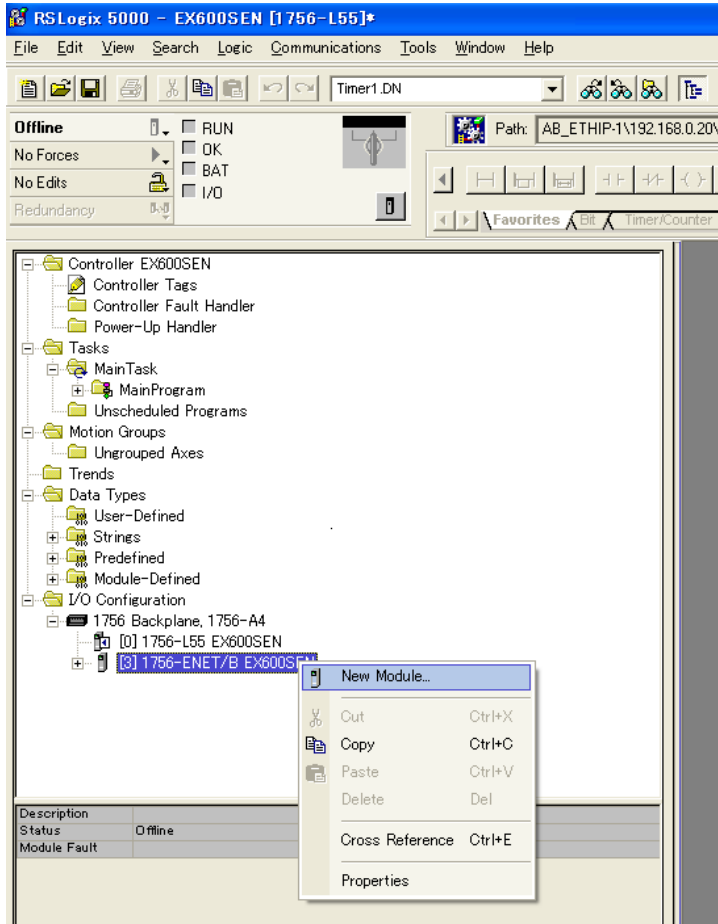 RSLogix 5000 - EX600SEN [1756-L55]*
File Edit View Search Logic Communications Tools Window Help
Timer1.DN
Offline
RUN
No Forces
OK
No Edits
BAT
Redundancy
I/O
Path: AB_ETHIP-1\192.168.0.20\
Favorites Bit Timer/Counter
Controller EX600SEN
Controller Tags
Controller Fault Handler
Power-Up Handler
Tasks
MainTask
MainProgram
Unscheduled Programs
Motion Groups
Ungrouped Axes
Trends
Data Types
User-Defined
Strings
Predefined
Module-Defined
I/O Configuration
1756 Backplane, 1756-A4
[0] 1756-L55 EX600SEN
[3] 1756-ENET/B EX600SEN
New Module...
Cut Ctrl+X
Copy Ctrl+C
Paste Ctrl+V
Delete Del
Cross Reference Ctrl+E
Properties
Description
Status Offline
Module Fault